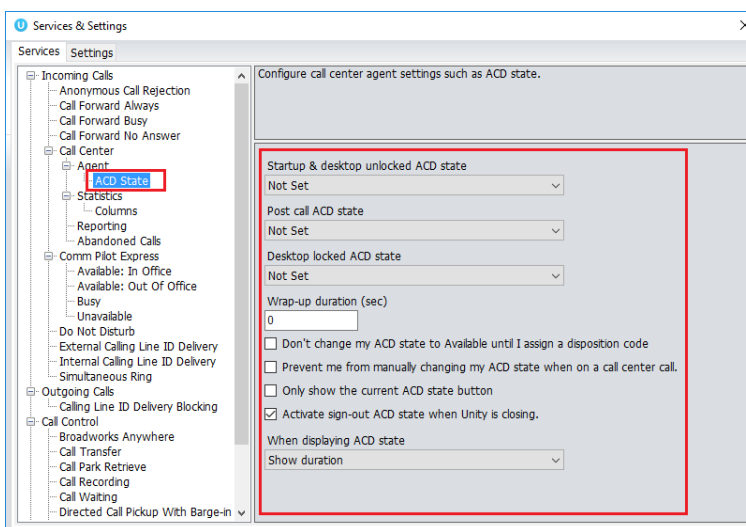 Services & Settings
Services Settings
Incoming Calls
Anonymous Call Rejection
Call Forward Always
Call Forward Busy
Call Forward No Answer
Call Center
Agent
ACD State
Statistics
Columns
Reporting
Abandoned Calls
Comm Pilot Express
Available: In Office
Available: Out Of Office
Busy
Unavailable
Do Not Disturb
External Calling Line ID Delivery
Internal Calling Line ID Delivery
Simultaneous Ring
Outgoing Calls
Calling Line ID Delivery Blocking
Call Control
Broadworks Anywhere
Call Transfer
Call Park Retrieve
Call Recording
Call Waiting
Directed Call Pickup With Barge-in
Configure call center agent settings such as ACD state.
Startup & desktop unlocked ACD state
Not Set
Post call ACD state
Not Set
Desktop locked ACD state
Not Set
Wrap-up duration (sec)
0
Don't change my ACD state to Available until I assign a disposition code
Prevent me from manually changing my ACD state when on a call center call.
Only show the current ACD state button
Activate sign-out ACD state when Unity is closing.
When displaying ACD state
Show duration